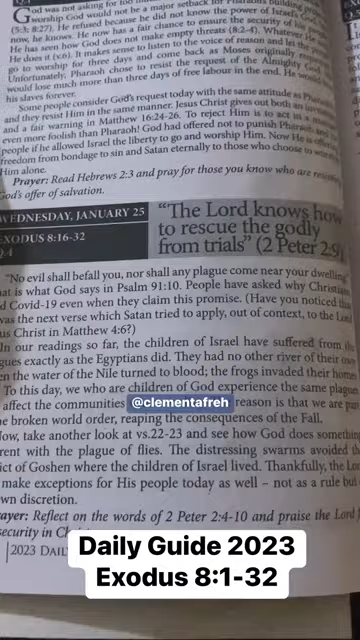 God was not asking for too
worship God would not be a major setback for Pharaoh's building
(5:3; 8:27). He refused because he did not know the power of Israel's
now, he knows. He now has a fair chance to ensure the security of
He has seen how God does not make empty threats (8:2-4). Whatever
does it (v.6). It makes sense to listen to the voice of reason and let the
go to worship for three days and come back as Moses originally
Unfortunately, Pharaoh chose to resist the request of the Almighty God
would lose much more than three days of free labour in the end. He would
his slaves forever.
Some people consider God's request today with the same attitude as Pharaoh
and they resist Him in the same manner. Jesus Christ gives out both an
and a fair warning in Matthew 16:24-26. To reject Him is to act in a
even more foolish than Pharaoh! God had offered not to punish Pharaoh and
people if he allowed Israel the liberty to go and worship Him. Now He is offering
freedom from bondage to sin and Satan eternally to those who choose to
Him alone.
Prayer: Read Hebrews 2:3 and pray for those you know who are
God's offer of salvation.
WEDNESDAY, JANUARY 25
EXODUS 8:16-32
"The Lord knows how
to rescue the godly
from trials" (2 Peter 2:9)
"No evil shall befall you, nor shall any plague come near your dwelling"
at is what God says in Psalm 91:10. People have asked why Christians
d Covid-19 even when they claim this promise. (Have you noticed
was the next verse which Satan tried to apply, out of context, to the
us Christ in Matthew 4:6?)
In our readings so far, the children of Israel have suffered from the
gues exactly as the Egyptians did. They had no other river of their own
en the water of the Nile turned to blood; the frogs invaded their homes
To this day, we who are children of God experience the same plagues
affect the communities @clementafreh reason is that we are
e broken world order, reaping the consequences of the Fall.
Now, take another look at vs.22-23 and see how God does something
rent with the plague of flies. The distressing swarms avoided the
ict of Goshen where the children of Israel lived. Thankfully, the Lord
make exceptions for His people today as well – not as a rule but
wn discretion.
rayer: Reflect on the words of 2 Peter 2:4-10 and praise the Lord
security in
2023
Daily Guide 2023
Exodus 8:1-32